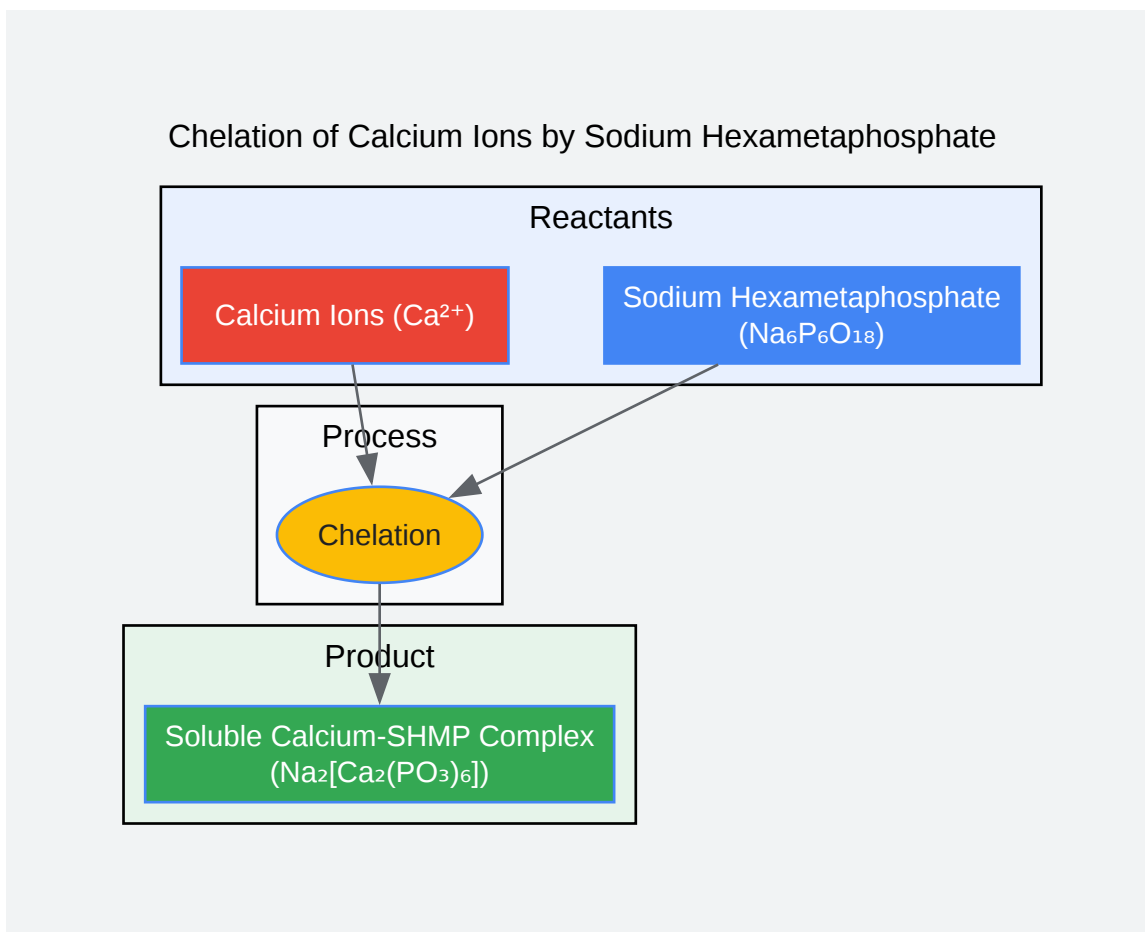 Chelation of Calcium Ions by Sodium Hexametaphosphate
Reactants
Calcium Ions (Ca²⁺)
Sodium Hexametaphosphate
(Na₆P₆O₁₈)
Process
Chelation
Product
Soluble Calcium-SHMP Complex
(Na₂[Ca₂(PO₃)₆])